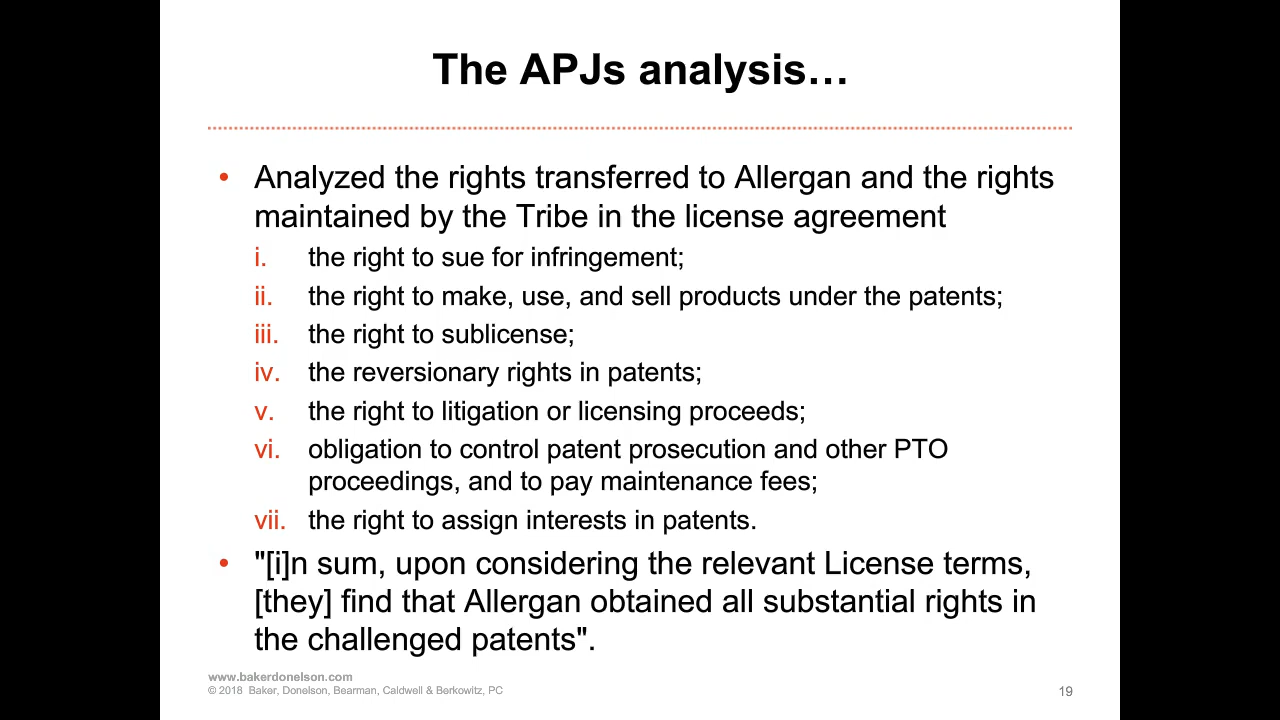 The APJs analysis…
• Analyzed the rights transferred to Allergan and the rights
maintained by the Tribe in the license agreement
i. the right to sue for infringement;
ii. the right to make, use, and sell products under the patents;
iii. the right to sublicense;
iv. the reversionary rights in patents;
v. the right to litigation or licensing proceeds;
vi. obligation to control patent prosecution and other PTO
proceedings, and to pay maintenance fees;
vii. the right to assign interests in patents.
• "[i]n sum, upon considering the relevant License terms,
[they] find that Allergan obtained all substantial rights in
the challenged patents".
www.bakerdonelson.com
© 2018 Baker, Donelson, Bearman, Caldwell & Berkowitz, PC
19